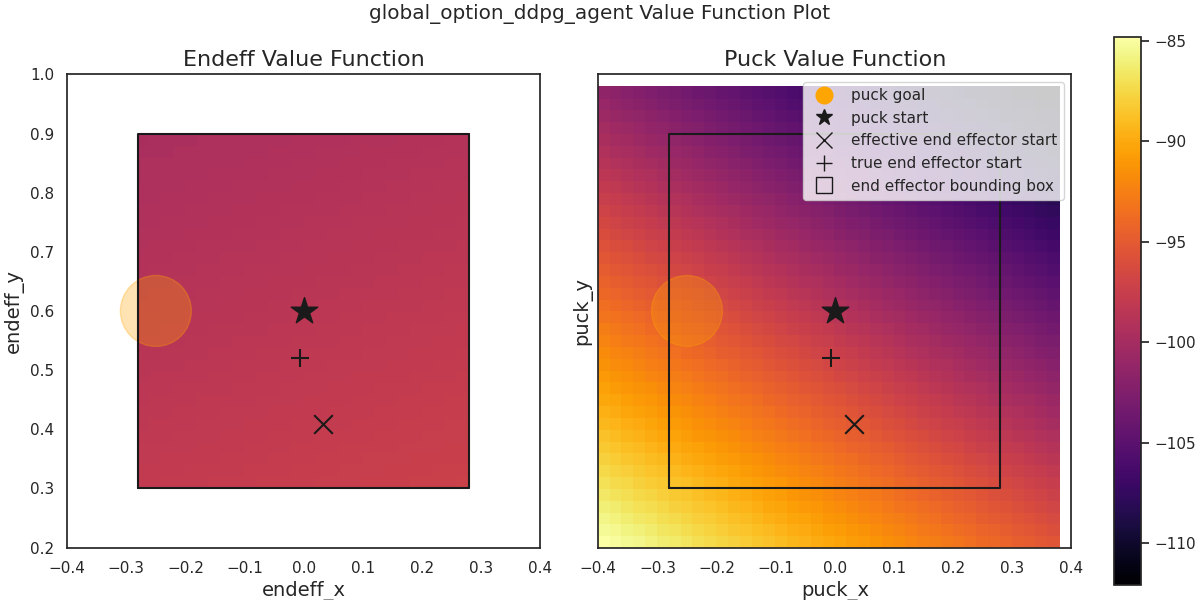 global_option_ddpg_agent Value Function Plot
Endeff Value Function
1.0
0.9
0.8
0.7
0.6
0.5
0.4
0.3
0.2
endeff_y
−0.4 −0.3 −0.2 −0.1 0.0 0.1 0.2 0.3 0.4
endeff_x
Puck Value Function
puck goal
puck start
effective end effector start
true end effector start
end effector bounding box
puck_y
−0.4 −0.3 −0.2 −0.1 0.0 0.1 0.2 0.3 0.4
puck_x
−85
−90
−95
−100
−105
−110